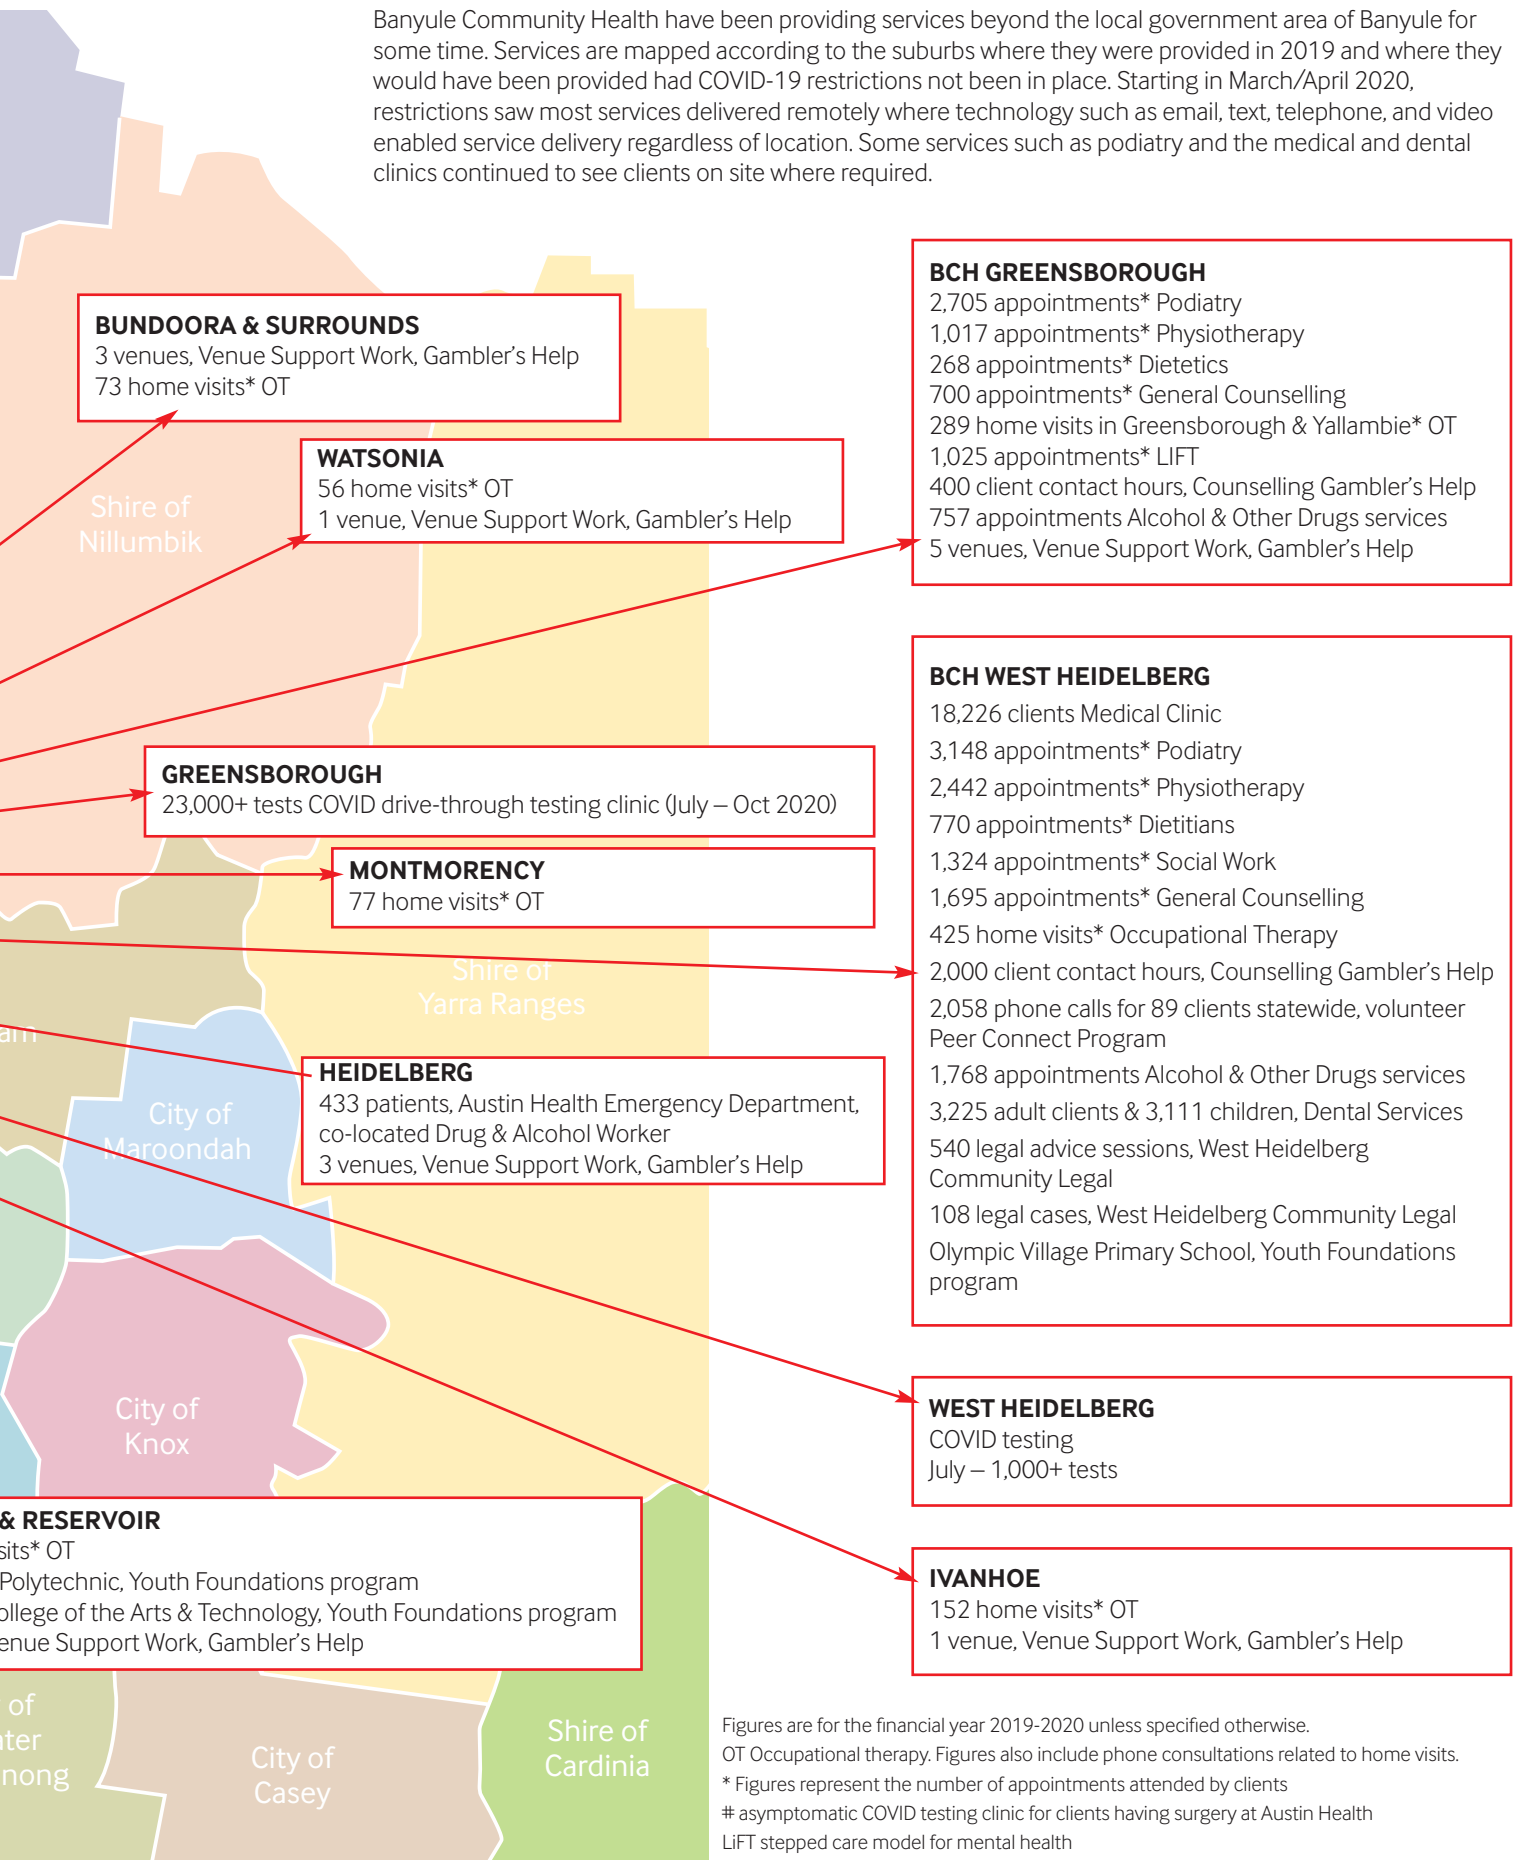 Banyule Community Health have been providing services beyond the local government area of Banyule for
some time. Services are mapped according to the suburbs where they were provided in 2019 and where they
would have been provided had COVID-19 restrictions not been in place. Starting in March/April 2020,
restrictions saw most services delivered remotely where technology such as email, text, telephone, and video
enabled service delivery regardless of location. Some services such as podiatry and the medical and dental
clinics continued to see clients on site where required.
BUNDOORA & SURROUNDS
3 venues, Venue Support Work, Gambler's Help
73 home visits* OT
WATSONIA
56 home visits* OT
1 venue, Venue Support Work, Gambler's Help
Shire of
Nillumbik
BCH GREENSBOROUGH
2,705 appointments* Podiatry
1,017 appointments* Physiotherapy
268 appointments* Dietetics
700 appointments* General Counselling
289 home visits in Greensborough & Yallambie* OT
1,025 appointments* LIFT
400 client contact hours, Counselling Gambler's Help
757 appointments Alcohol & Other Drugs services
5 venues, Venue Support Work, Gambler's Help
GREENSBOROUGH
23,000+ tests COVID drive-through testing clinic (July – Oct 2020)
MONTMORENCY
77 home visits* OT
Shire of
Yarra Ranges
am
City of
Maroondah
HEIDELBERG
433 patients, Austin Health Emergency Department,
co-located Drug & Alcohol Worker
3 venues, Venue Support Work, Gambler's Help
BCH WEST HEIDELBERG
18,226 clients Medical Clinic
3,148 appointments* Podiatry
2,442 appointments* Physiotherapy
770 appointments* Dietitians
1,324 appointments* Social Work
1,695 appointments* General Counselling
425 home visits* Occupational Therapy
2,000 client contact hours, Counselling Gambler's Help
2,058 phone calls for 89 clients statewide, volunteer
Peer Connect Program
1,768 appointments Alcohol & Other Drugs services
3,225 adult clients & 3,111 children, Dental Services
540 legal advice sessions, West Heidelberg
Community Legal
108 legal cases, West Heidelberg Community Legal
Olympic Village Primary School, Youth Foundations
program
City of
Knox
WEST HEIDELBERG
COVID testing
July – 1,000+ tests
& RESERVOIR
sits* OT
Polytechnic, Youth Foundations program
ollege of the Arts & Technology, Youth Foundations program
enue Support Work, Gambler's Help
IVANHOE
152 home visits* OT
1 venue, Venue Support Work, Gambler's Help
of
ater
nong
City of
Casey
Shire of
Cardinia
Figures are for the financial year 2019-2020 unless specified otherwise.
OT Occupational therapy. Figures also include phone consultations related to home visits.
* Figures represent the number of appointments attended by clients
# asymptomatic COVID testing clinic for clients having surgery at Austin Health
LiFT stepped care model for mental health